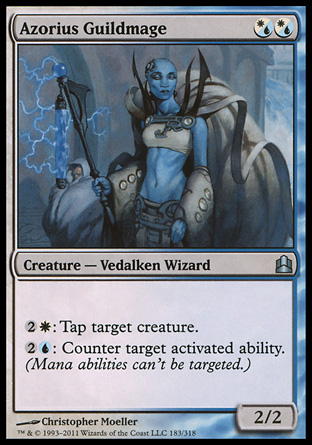 Azorius Guildmage
Creature — Vedalken Wizard
2: Tap target creature.
2: Counter target activated ability.
(Mana abilities can't be targeted.)
Christopher Moeller
™ & © 1993–2011 Wizards of the Coast LLC 183/318
2/2